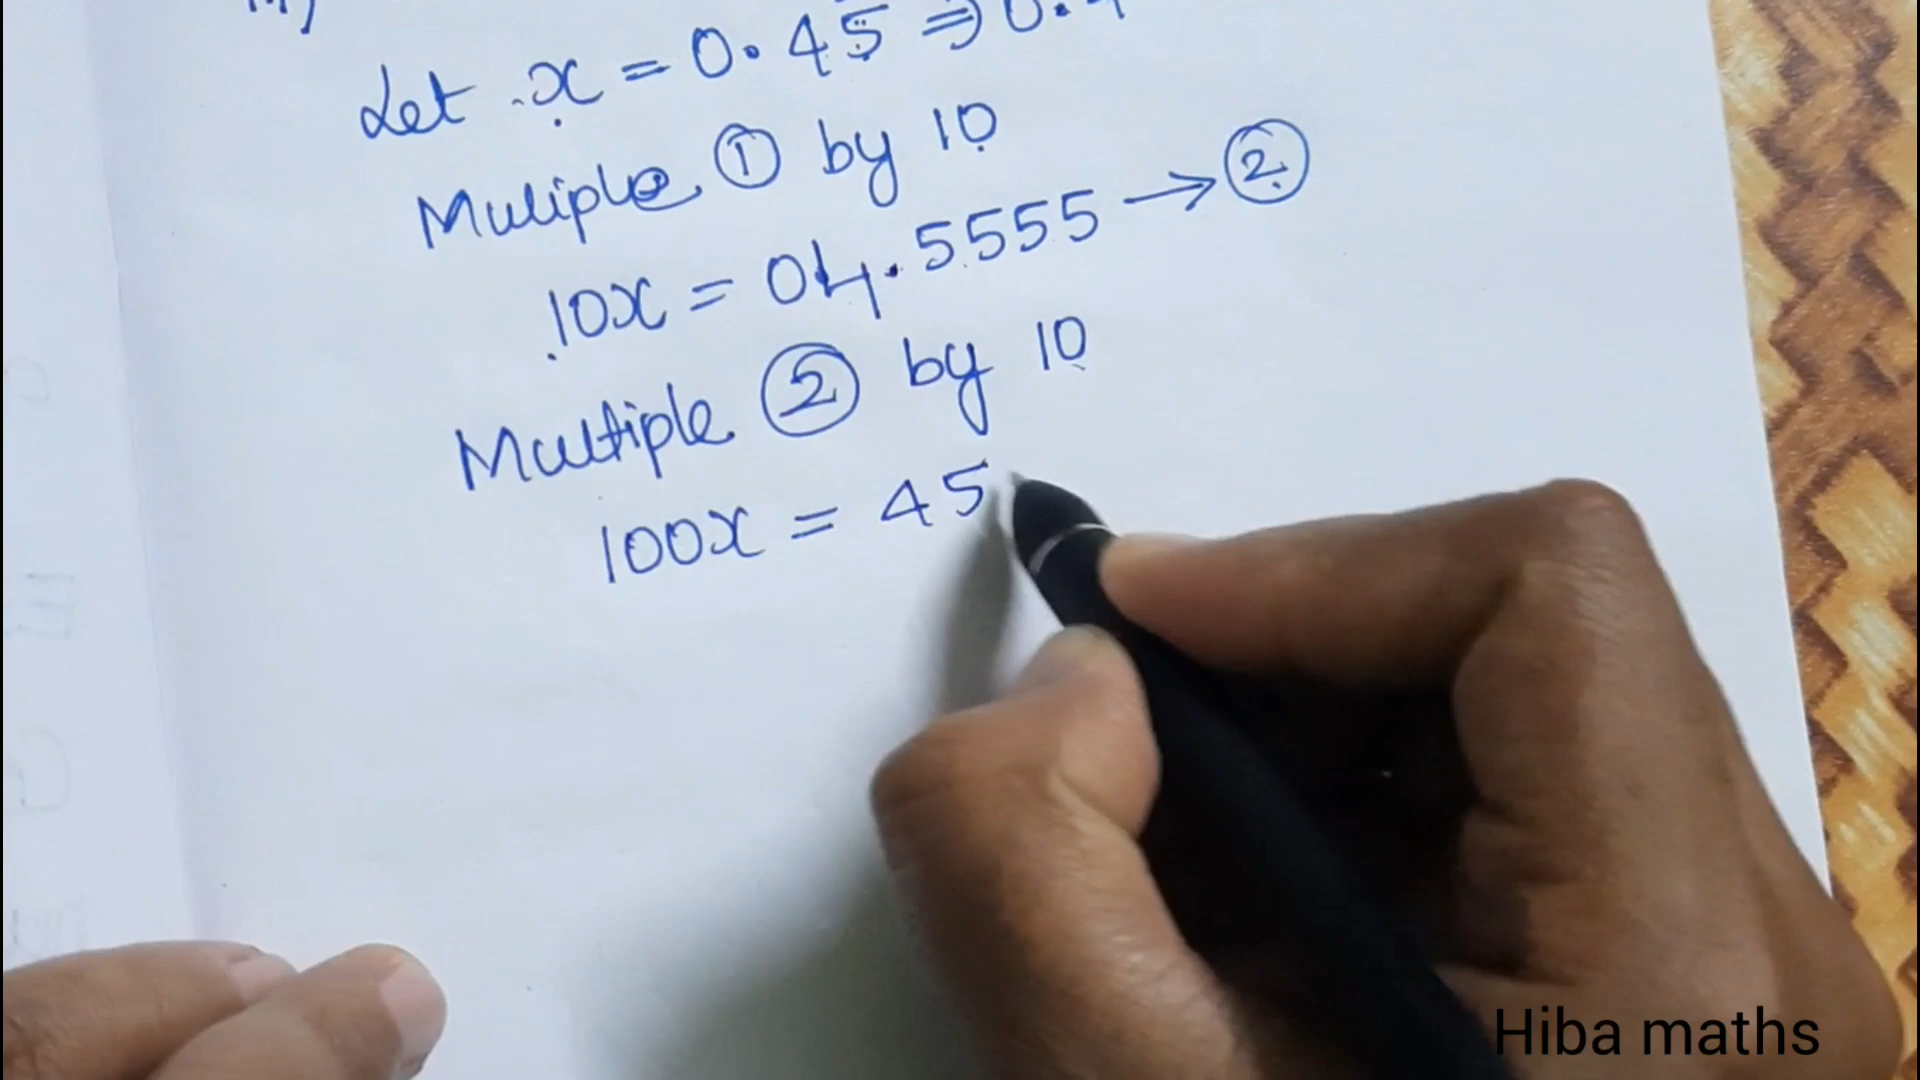 Let x = 0.45 ⇒ 0.4
Muliple ① by 10
10x = 04.5555 → ②
Multiple ② by 10
100x = 45
Hiba maths